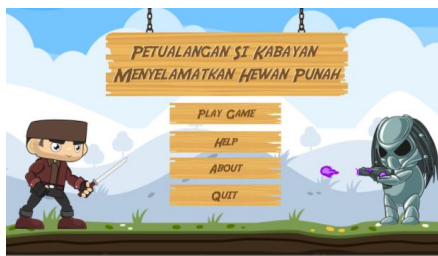 PETUALANGAN SI KABAYAN
MENYELAMATKAN HEWAN PUNAH
PLAY GAME
HELP
ABOUT
QUIT